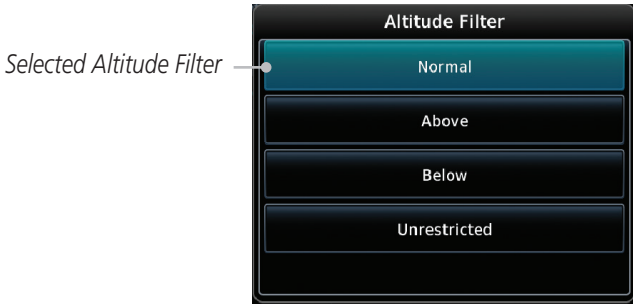 Altitude Filter
Selected Altitude Filter
Normal
Above
Below
Unrestricted